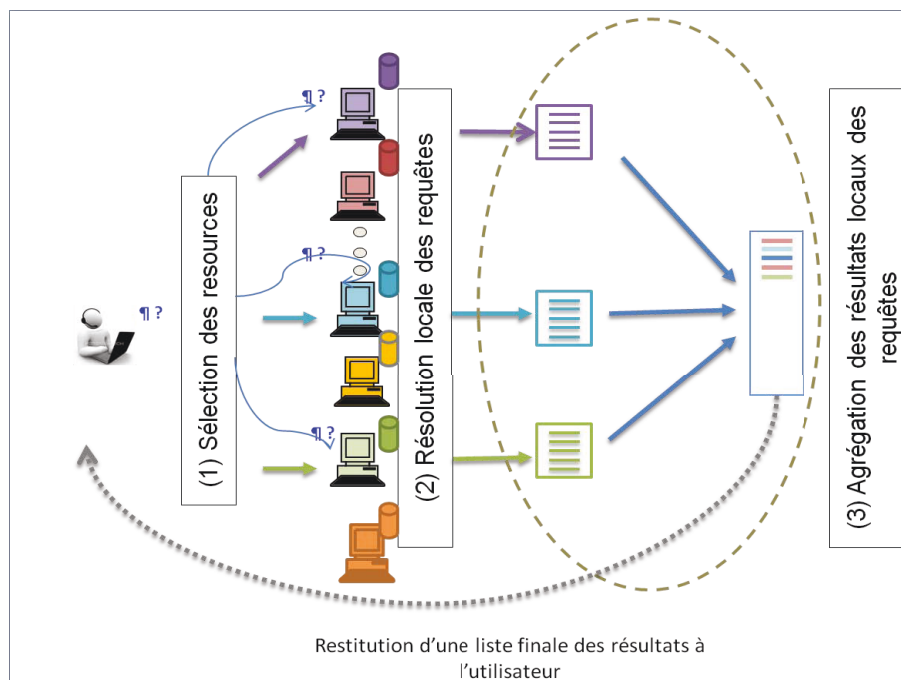 ¶ ?
(1) Sélection des resources
¶ ?
¶ ?
¶ ?
(2) Résolution locale des requêtes
(3) Agrégation des résultats locaux des
requêtes
Restitution d'une liste finale des résultats à
l'utilisateur